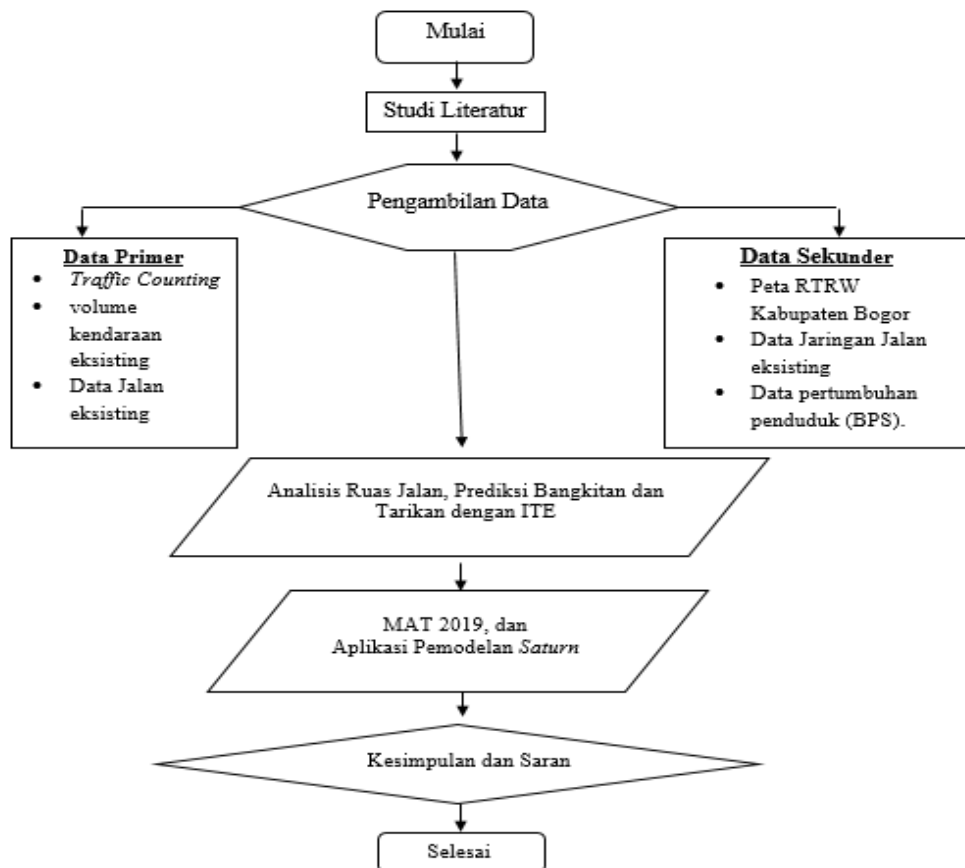 Mulai
Studi Literatur
Pengambilan Data
Data Primer
• Traffic Counting
• volume
kendaraan
eksisting
• Data Jalan
eksisting
Data Sekunder
• Peta RTRW
Kabupaten Bogor
• Data Jaringan Jalan
eksisting
• Data pertumbuhan
penduduk (BPS).
Analisis Ruas Jalan, Prediksi Bangkitan dan
Tarikan dengan ITE
MAT 2019, dan
Aplikasi Pemodelan Saturn
Kesimpulan dan Saran
Selesai